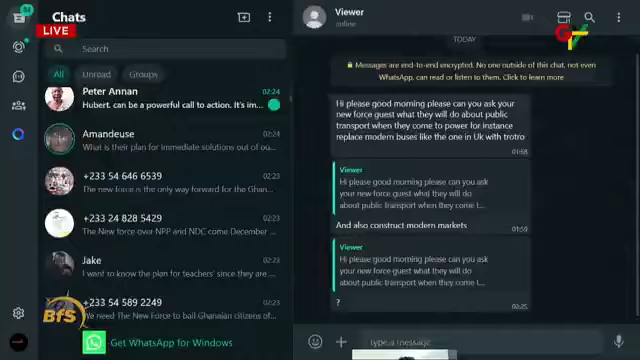 84
LIVE
Chats
Search
All
Unread
Groups
Peter Annan
02:24
Hubert. can be a powerful call to action. It's im...
Amandeuse
02:24
What is their plan for immediate solutions out of ou...
+233 54 646 6539
02:23
The new force is the only way forward for the Ghan...
+233 24 828 5429
02:23
The New force over NPP and NDC come December ...
Jake
02:23
I want to know the plan for teachers' since they are ...
+233 54 589 2249
02:23
We need The New Force to bail Ghanaian citizens of...
BfS
Get WhatsApp for Windows
Viewer
online
GTV
TODAY
Messages are end-to-end encrypted. No one outside of this chat, not even
WhatsApp, can read or listen to them. Click to learn more
Hi please good morning please can you ask your
new force guest what they will do about public
transport when they come to power for instance
replace modern buses like the one in Uk with trotro
01:58
Viewer
Hi please good morning please can you ask
your new force guest what they will do
about public transport when they come t...
And also construct modern markets
01:59
Viewer
Hi please good morning please can you ask
your new force guest what they will do
about public transport when they come t...
?
02:25
Type a message